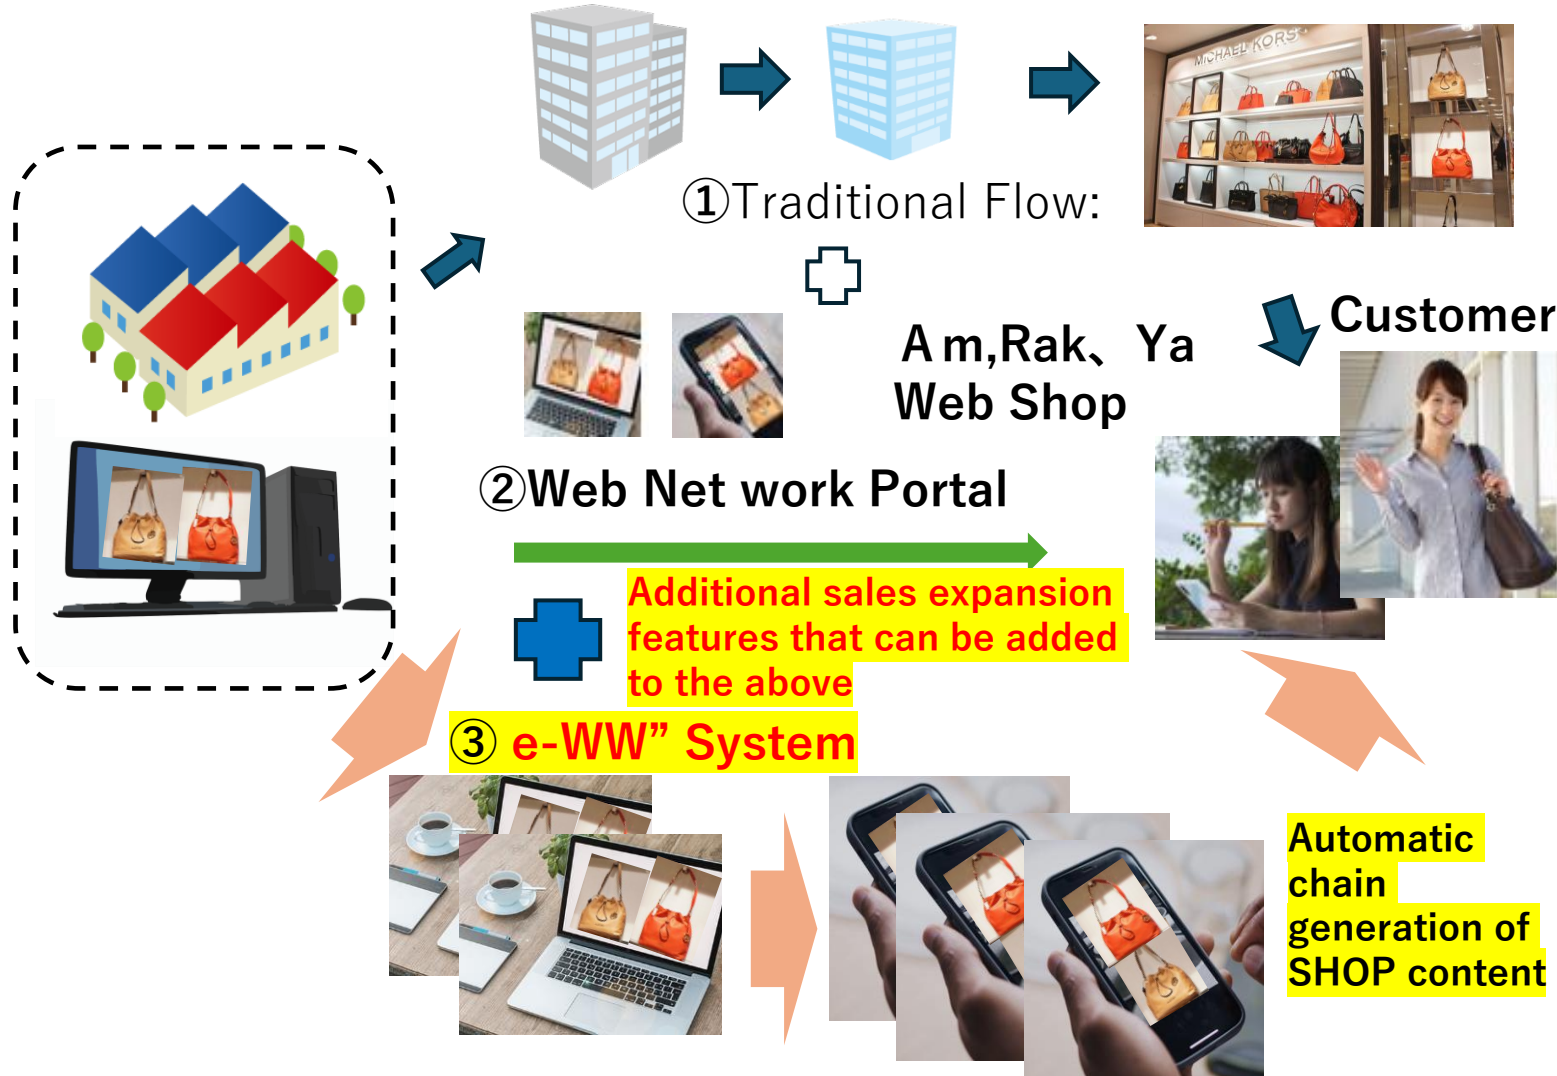 MICHAEL KORS
①Traditional Flow:
Customer
Am,Rak、Ya
Web Shop
②Web Net work Portal
Additional sales expansion
features that can be added
to the above
③ e-WW” System
Automatic
chain
generation of
SHOP content